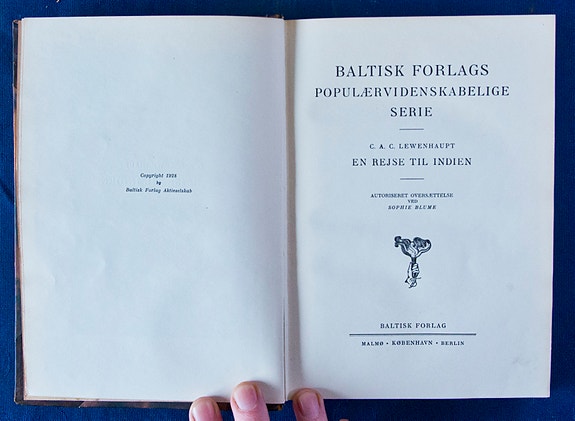 Copyright 1928
by
Baltisk Forlag Aktieselskab
BALTISK FORLAGS
POPULÆRVIDENSKABELIGE
SERIE
C. A. C. LEWENHAUPT
EN REJSE TIL INDIEN
AUTORISERET OVERSÆTTELSE
VED
SOPHIE BLUME
BALTISK FORLAG
MALMØ • KØBENHAVN • BERLIN